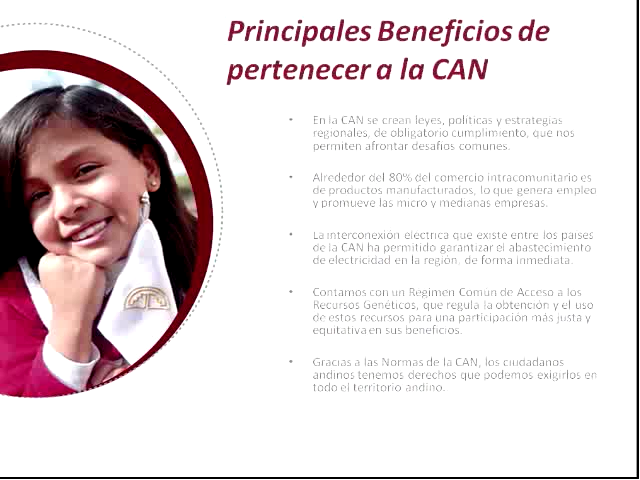 Principales Beneficios de
pertenecer a la CAN
• En la CAN se crean leyes, políticas y estrategias
regionales, de obligatorio cumplimiento, que nos
permiten afrontar desafíos comunes.
• Alrededor del 80% del comercio intracomunitario es
de productos manufacturados, lo que genera empleo
y promueve las micro y medianas empresas.
• La interconexión eléctrica que existe entre los países
de la CAN ha permitido garantizar el abastecimiento
de electricidad en la región, de forma inmediata.
• Contamos con un Régimen Común de Acceso a los
Recursos Genéticos, que regula la obtención y el uso
de estos recursos para una participación más justa y
equitativa en sus beneficios.
• Gracias a las Normas de la CAN, los ciudadanos
andinos tenemos derechos que podemos exigirlos en
todo el territorio andino.